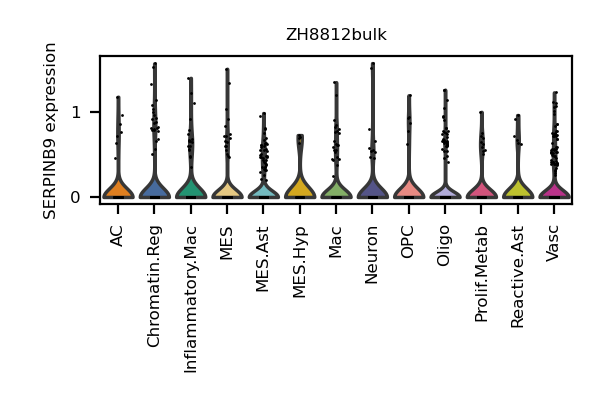 ZH8812bulk
SERPINB9 expression
1
0
AC
Chromatin.Reg
Inflammatory.Mac
MES
MES.Ast
MES.Hyp
Mac
Neuron
OPC
Oligo
Prolif.Metab
Reactive.Ast
Vasc